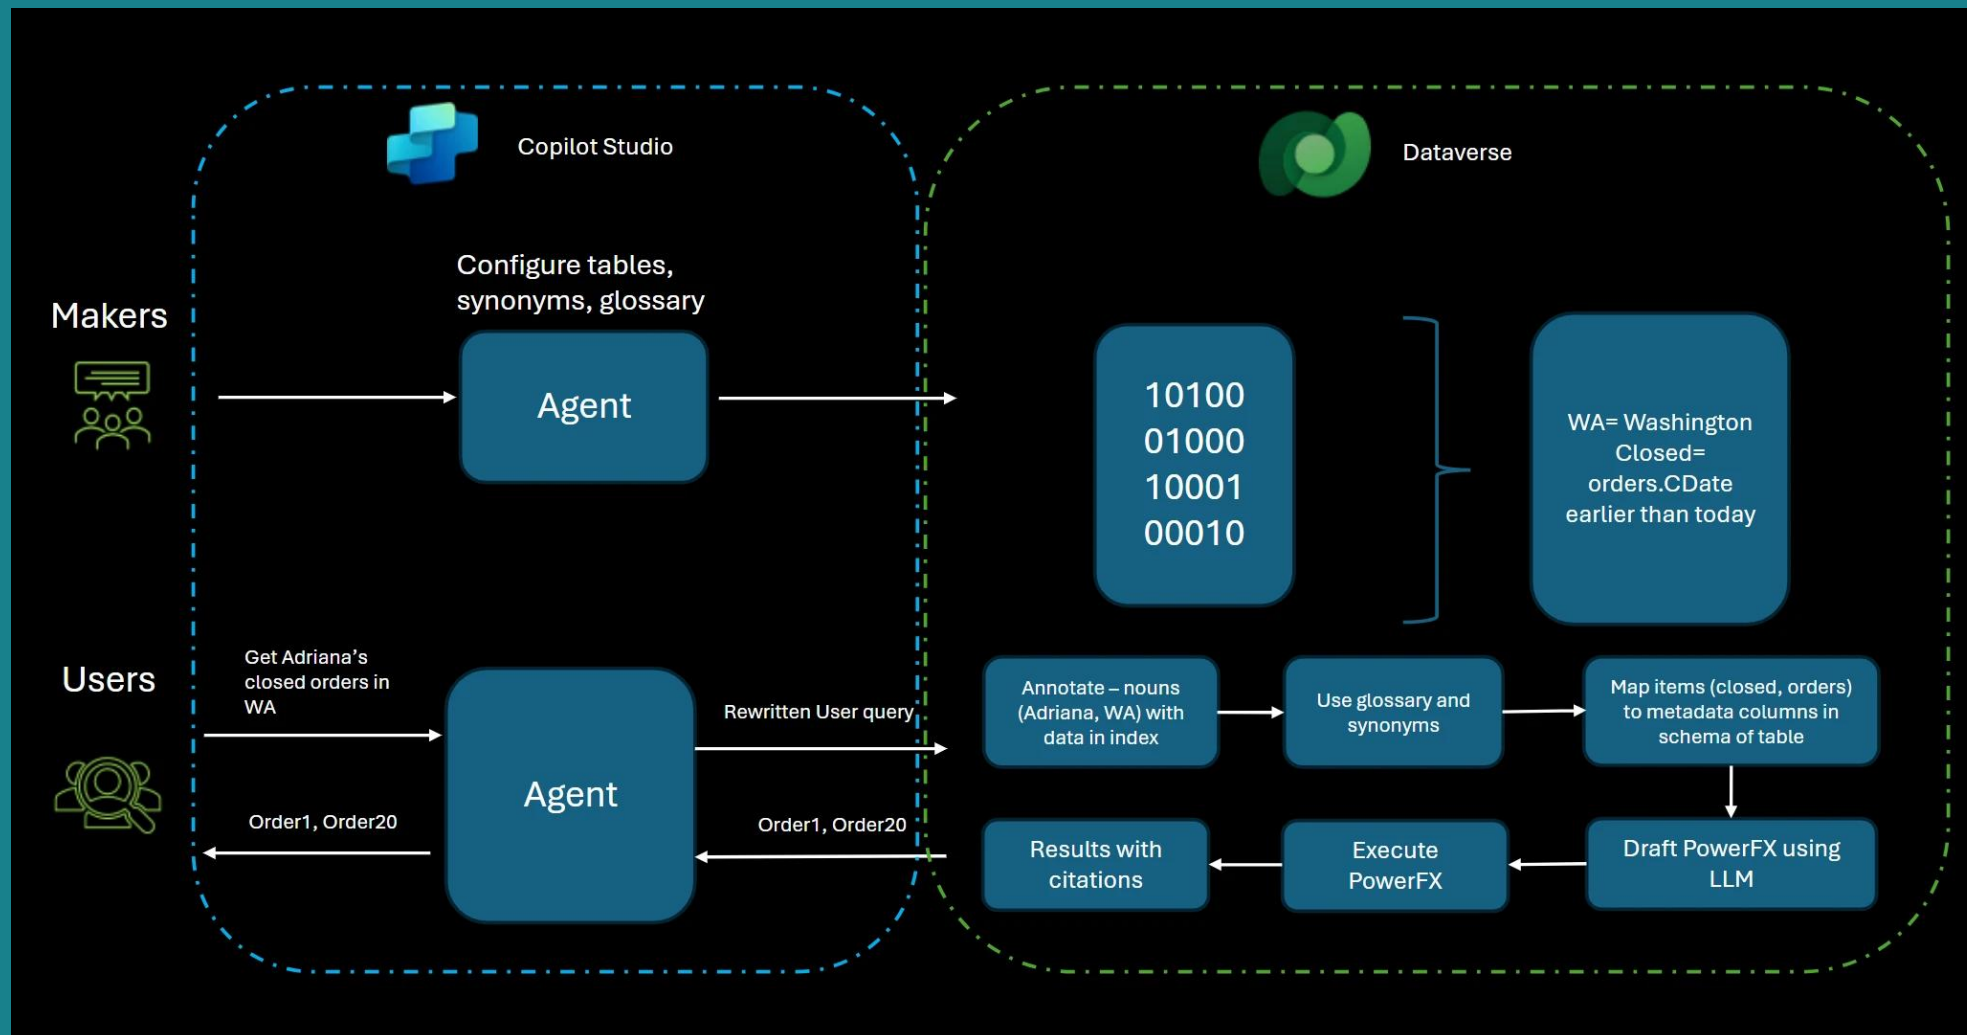 Copilot Studio
Dataverse
Configure tables,
synonyms, glossary
Makers
Agent
10100
01000
10001
00010
WA= Washington
Closed=
orders.CDate
earlier than today
Users
Get Adriana’s
closed orders in
WA
Agent
Rewritten User query
Order1, Order20
Order1, Order20
Annotate – nouns
(Adriana, WA) with
data in index
Use glossary and
synonyms
Map items (closed, orders)
to metadata columns in
schema of table
Draft PowerFX using
LLM
Execute
PowerFX
Results with
citations